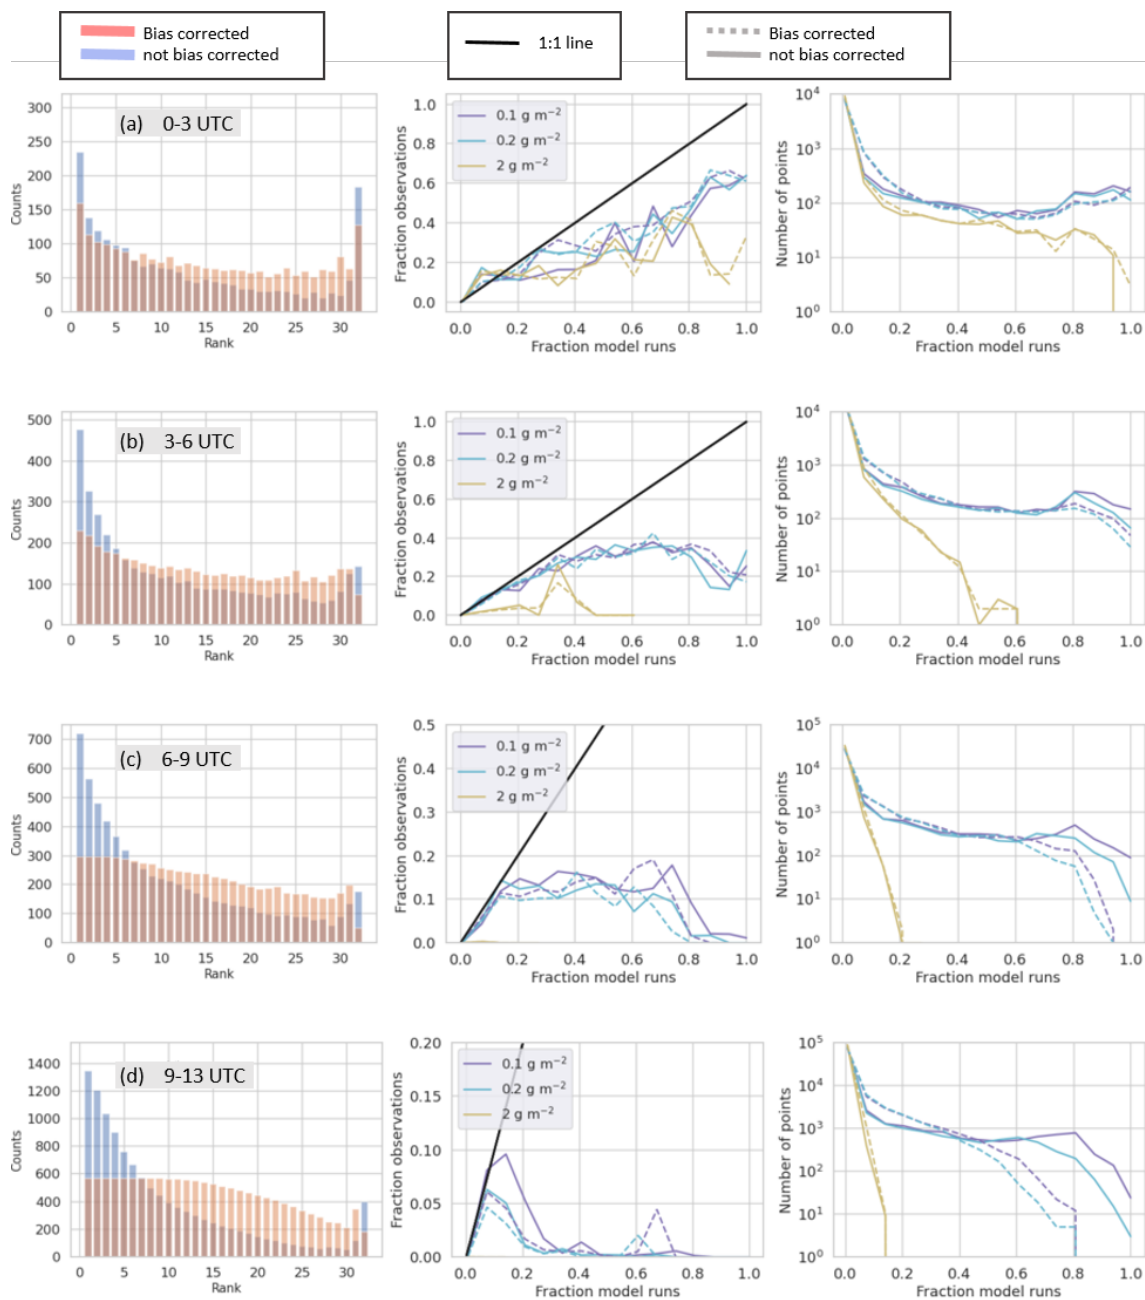 Bias corrected
not bias corrected
1:1 line
Bias corrected
not bias corrected
(a) 0-3 UTC
Counts
300
250
200
150
100
50
0
0 5 10 15 20 25 30
Rank
Fraction observations
1.0
0.8
0.6
0.4
0.2
0.0
0.1 g m⁻²
0.2 g m⁻²
2 g m⁻²
0.0 0.2 0.4 0.6 0.8 1.0
Fraction model runs
Number of points
10⁴
10³
10²
10¹
10⁰
0.0 0.2 0.4 0.6 0.8 1.0
Fraction model runs
(b) 3-6 UTC
Counts
500
400
300
200
100
0
0 5 10 15 20 25 30
Rank
Fraction observations
1.0
0.8
0.6
0.4
0.2
0.0
0.1 g m⁻²
0.2 g m⁻²
2 g m⁻²
0.0 0.2 0.4 0.6 0.8 1.0
Fraction model runs
Number of points
10⁴
10³
10²
10¹
10⁰
0.0 0.2 0.4 0.6 0.8 1.0
Fraction model runs
(c) 6-9 UTC
Counts
700
600
500
400
300
200
100
0
0 5 10 15 20 25 30
Rank
Fraction observations
0.5
0.4
0.3
0.2
0.1
0.0
0.1 g m⁻²
0.2 g m⁻²
2 g m⁻²
0.0 0.2 0.4 0.6 0.8 1.0
Fraction model runs
Number of points
10⁵
10⁴
10³
10²
10¹
10⁰
0.0 0.2 0.4 0.6 0.8 1.0
Fraction model runs
(d) 9-13 UTC
Counts
1400
1200
1000
800
600
400
200
0
0 5 10 15 20 25 30
Rank
Fraction observations
0.20
0.15
0.10
0.05
0.00
0.1 g m⁻²
0.2 g m⁻²
2 g m⁻²
0.0 0.2 0.4 0.6 0.8 1.0
Fraction model runs
Number of points
10⁵
10⁴
10³
10²
10¹
10⁰
0.0 0.2 0.4 0.6 0.8 1.0
Fraction model runs